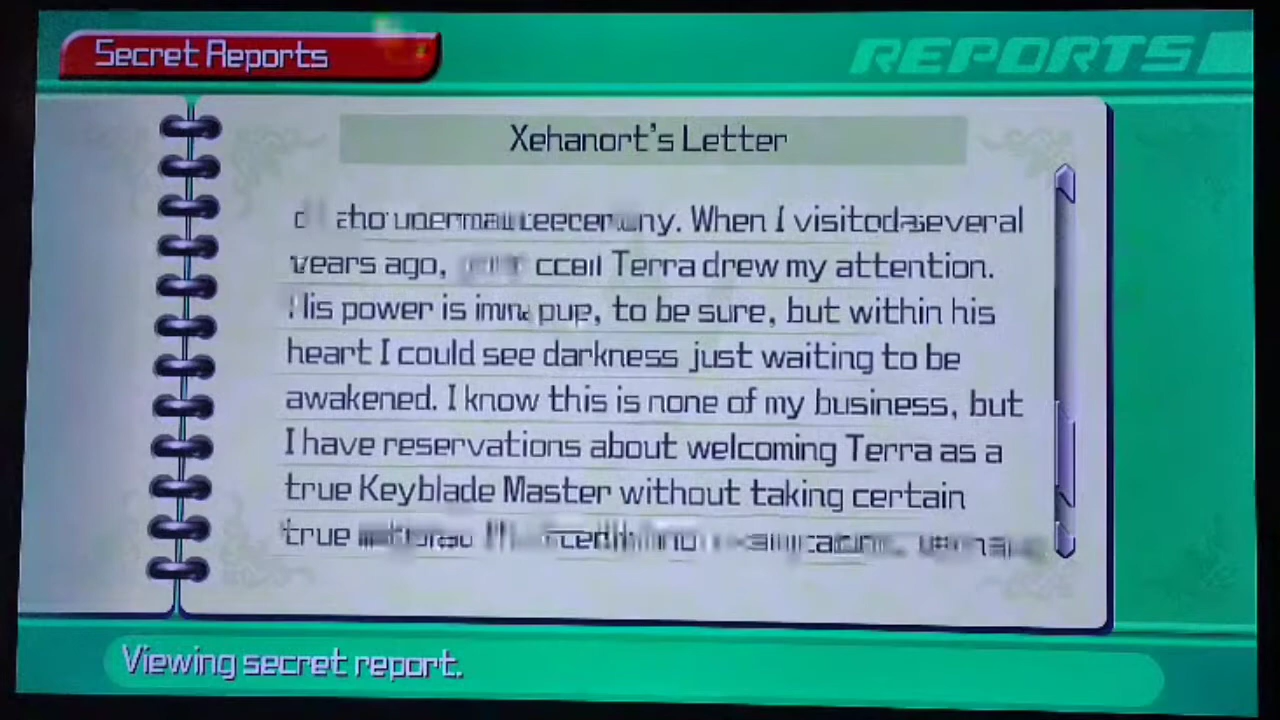 Secret Reports
REPORTS
Xehanort's Letter
When I several
years ago, Terra drew my attention.
His power is to be sure, but within his
heart I could see darkness just waiting to be
awakened. I know this is none of my business, but
I have reservations about welcoming Terra as a
true Keyblade Master without taking certain
true
Viewing secret report.